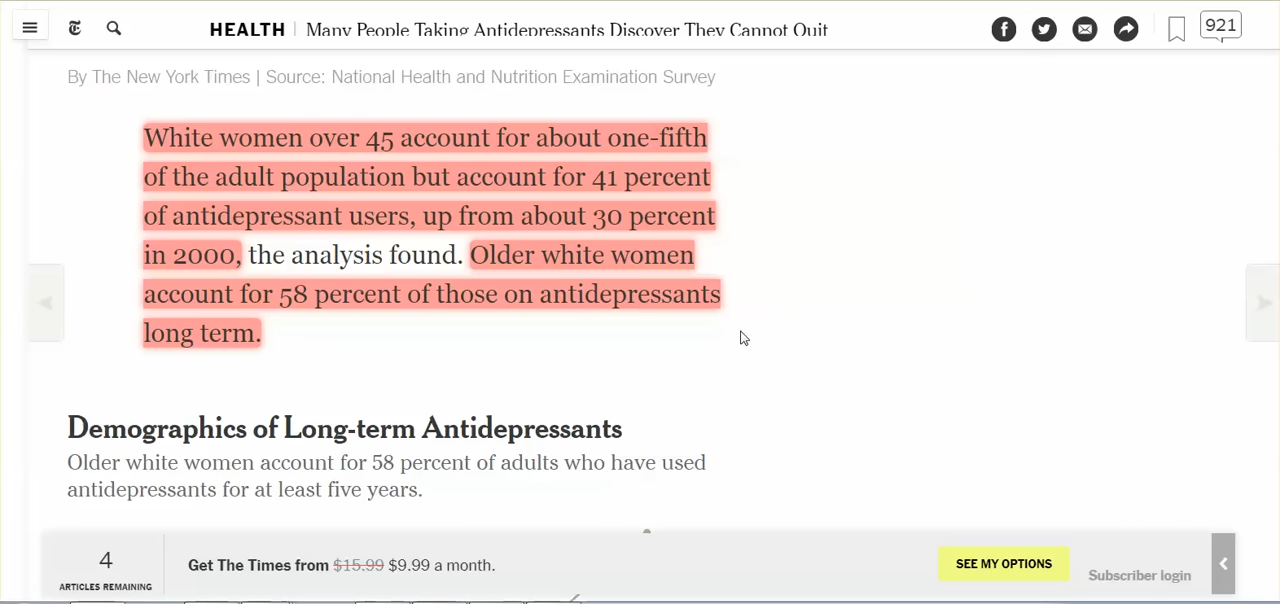 HEALTH | Many People Taking Antidepressants Discover They Cannot Quit
921
By The New York Times | Source: National Health and Nutrition Examination Survey
White women over 45 account for about one-fifth
of the adult population but account for 41 percent
of antidepressant users, up from about 30 percent
in 2000, the analysis found. Older white women
account for 58 percent of those on antidepressants
long term.
Demographics of Long-term Antidepressants
Older white women account for 58 percent of adults who have used
antidepressants for at least five years.
4
ARTICLES REMAINING
Get The Times from $15.99 $9.99 a month.
SEE MY OPTIONS
Subscriber login